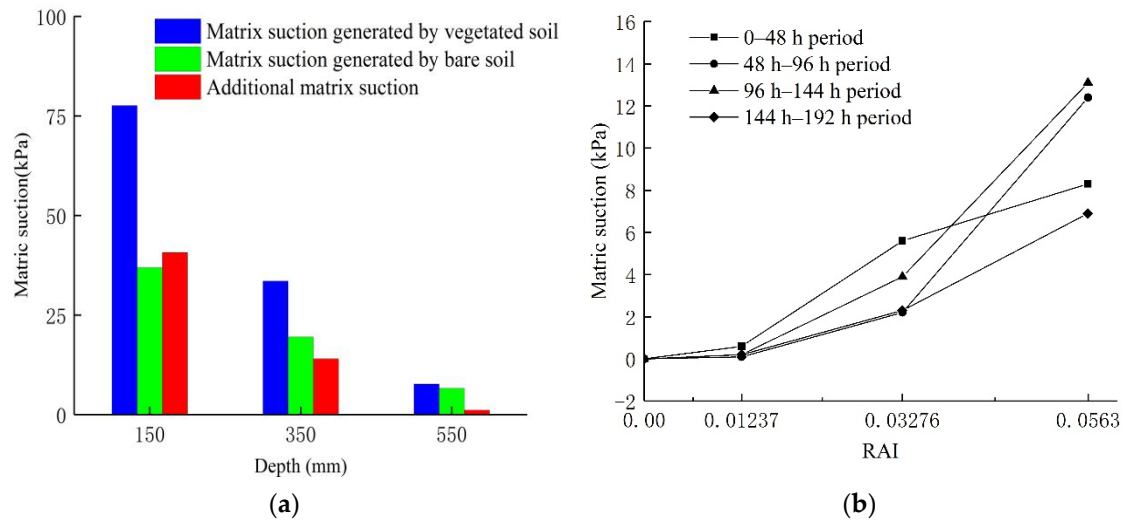 100
75
50
25
0
Matrix suction(kPa)
Matrix suction generated by vegetated soil
Matrix suction generated by bare soil
Additional matrix suction
150 350 550
Depth (mm)
(a)
16
14
12
10
8
6
4
2
0
-2
Matric suction (kPa)
0–48 h period
48 h–96 h period
96 h–144 h period
144 h–192 h period
0.00 0.01237 0.03276 0.0563
RAI
(b)